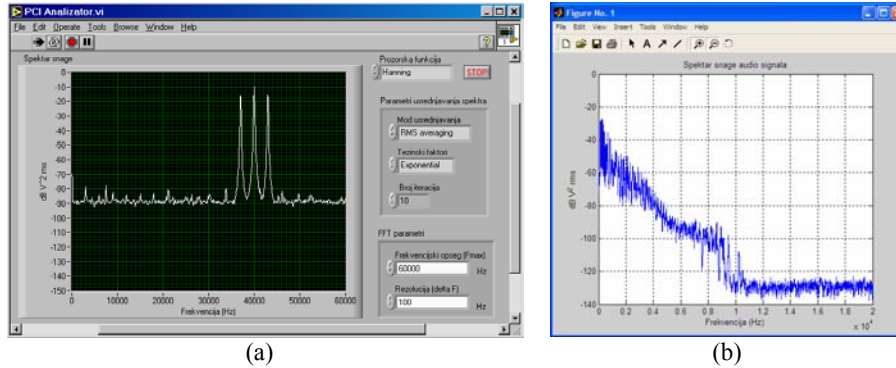 PCI Analizator.vi
File Edit Operate Tools Browse Window Help
Spektar snage
0-
-10-
-20-
-30-
-40-
-50-
-60-
-70-
-80-
-90-
-100-
-110-
-120-
-130-
-140-
-150-
dB V^2 rms
0 10000 20000 30000 40000 50000 60000
Frekvencija (Hz)
Prozorska funkcija
Hanning
STOP
Parametri usrednjavanja spektra
Mod usrednjavanja
RMS averaging
Tezinski faktori
Exponential
Broj iteracija
10
FFT parametri
Frekvencijski opseg (Fmax)
60000 Hz
Rezolucija (delta F)
100 Hz
(a)
Figure No. 1
File Edit View Insert Tools Window Help
Spektar snage audio signala
0
-20
-40
-60
-80
-100
-120
-140
dB V² rms
0 0.2 0.4 0.6 0.8 1 1.2 1.4 1.6 1.8 2
Frekvencija (Hz)
x 10⁴
(b)